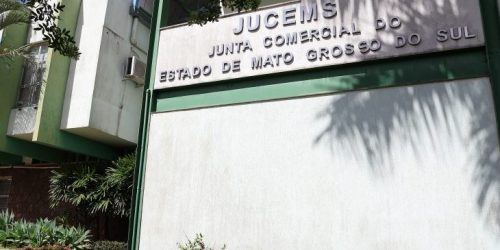 JUCEMS
JUNTA COMERCIAL DO
ESTADO DE MATO GROSSO DO SUL